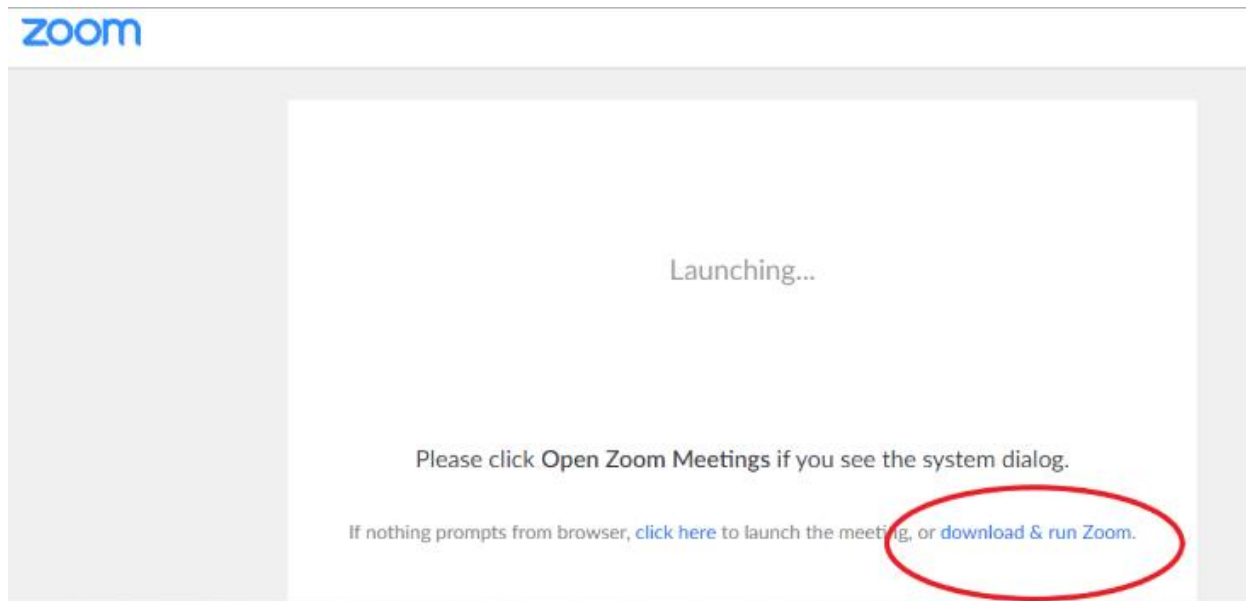 zoom
Launching...
Please click Open Zoom Meetings if you see the system dialog.
If nothing prompts from browser, click here to launch the meeting, or download & run Zoom.